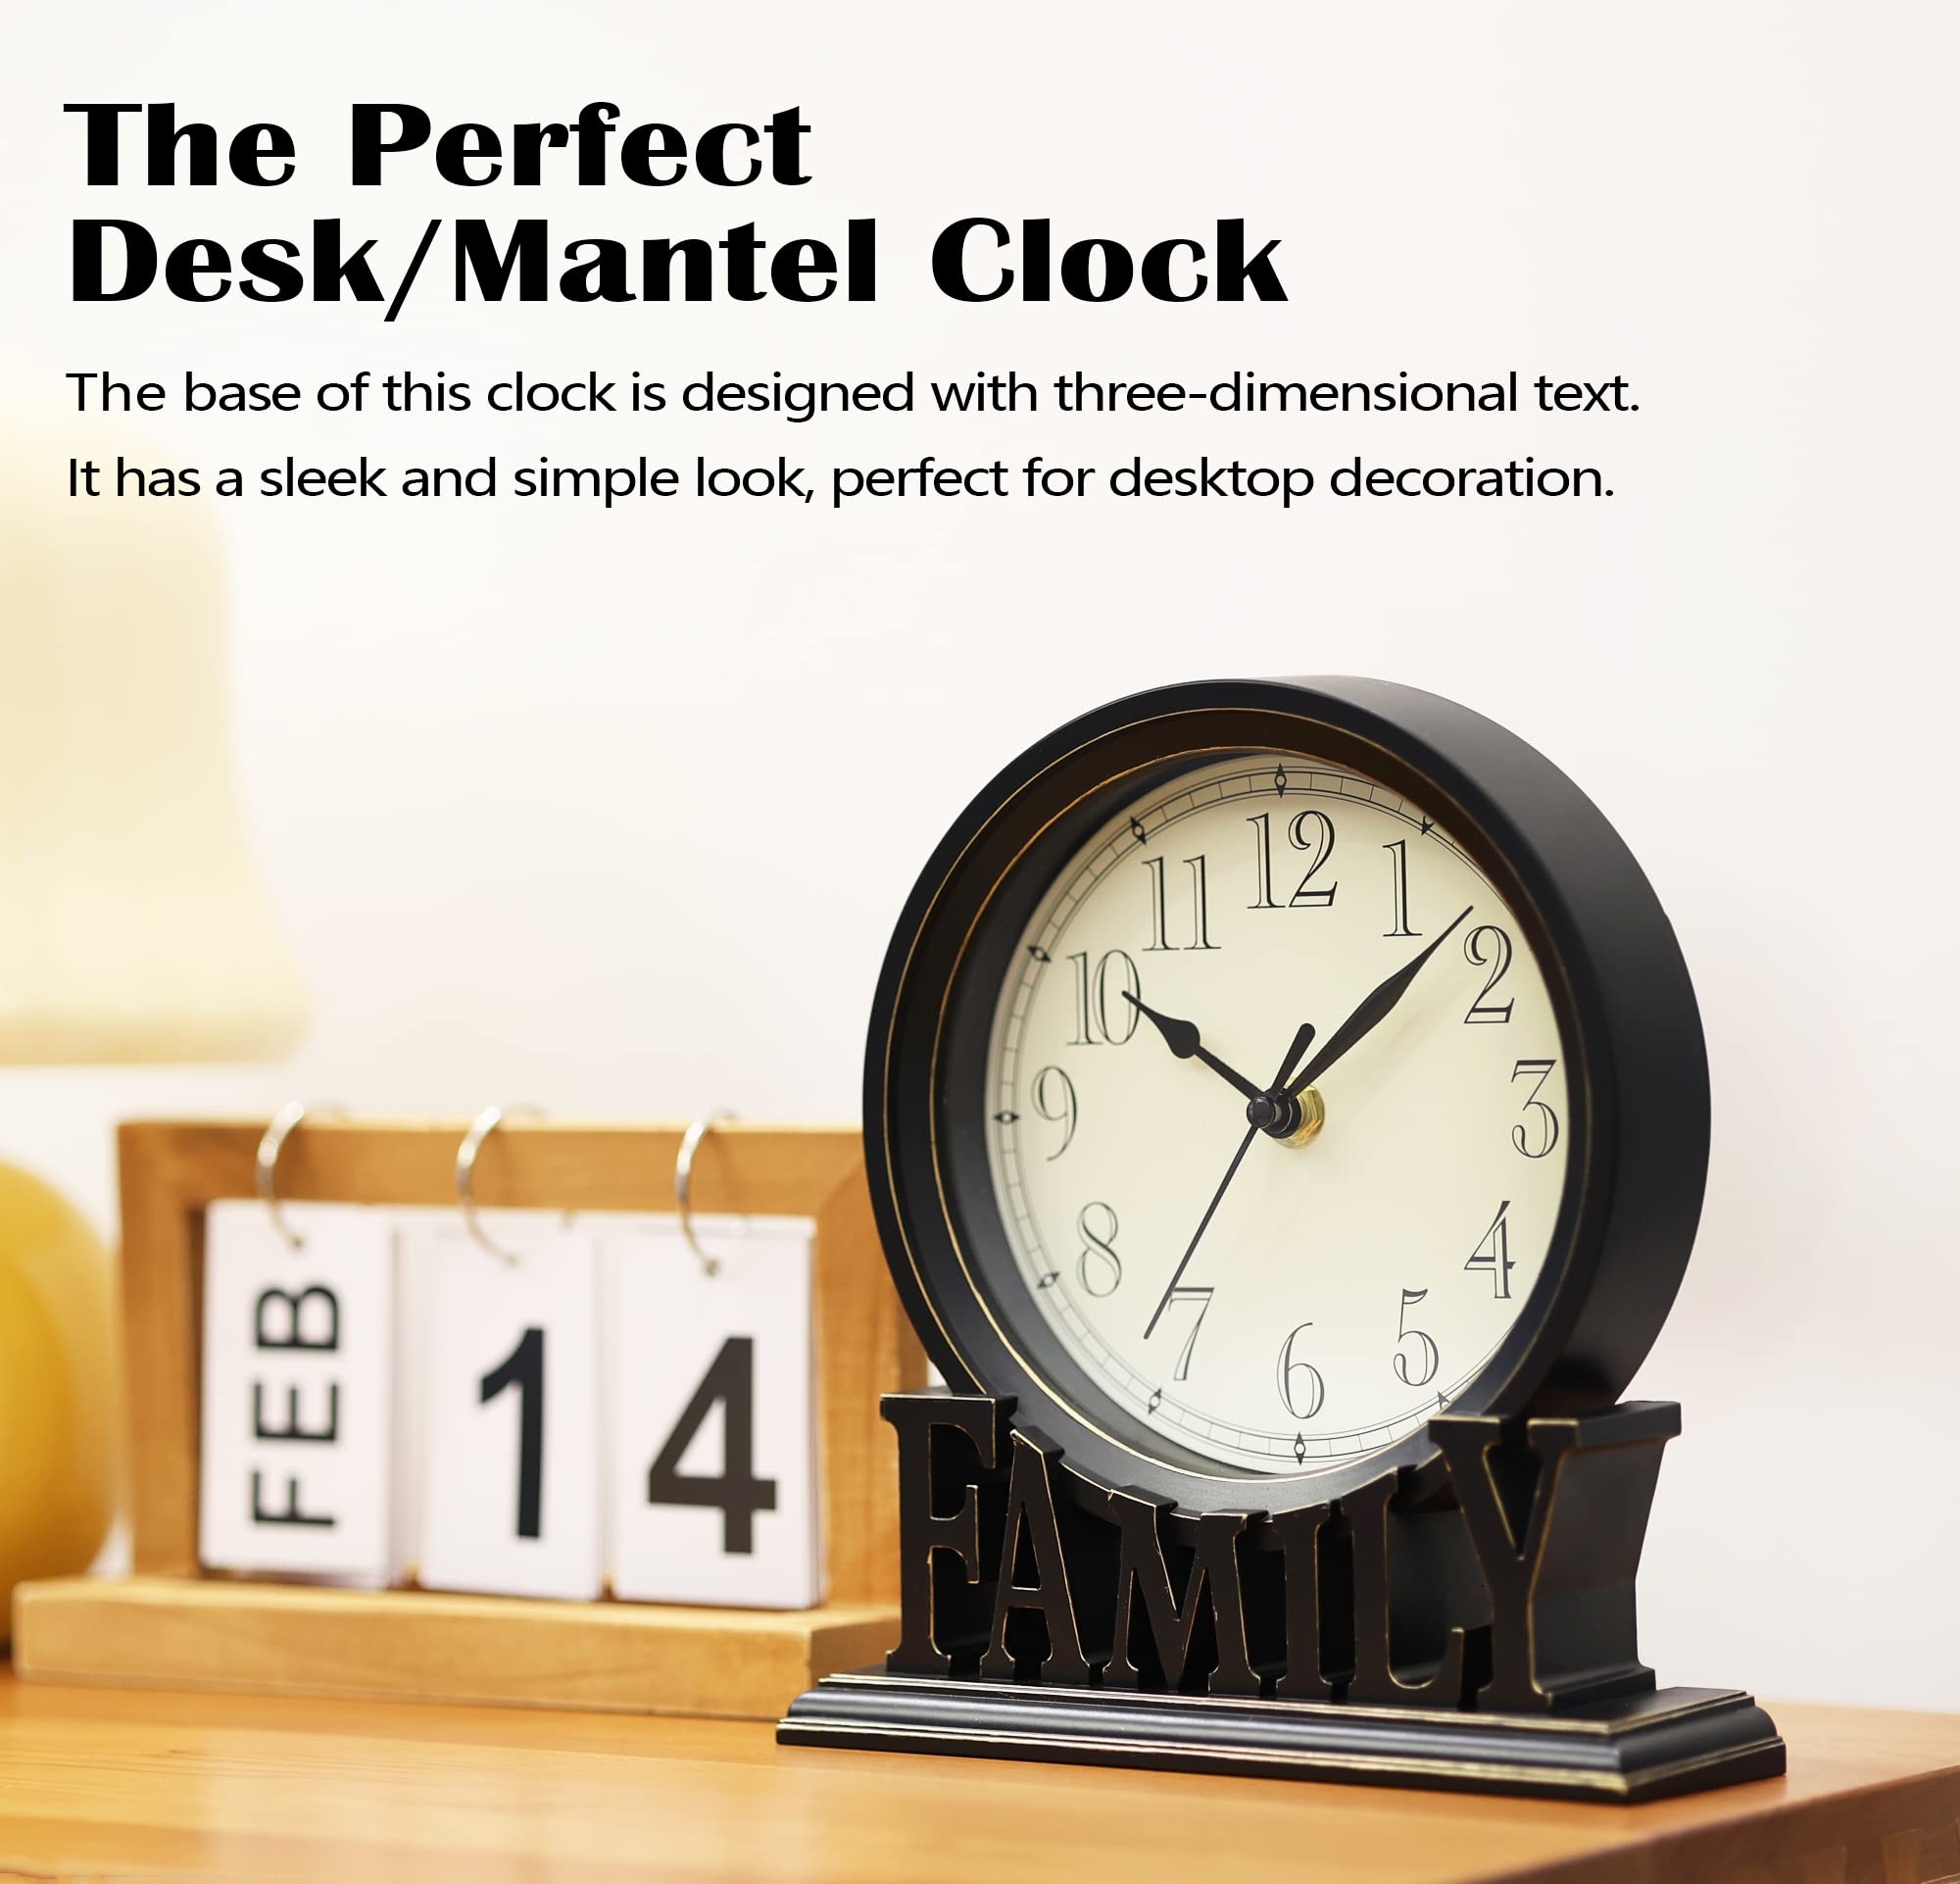 The Perfect
Desk/Mantel Clock
The base of this clock is designed with three-dimensional text.
It has a sleek and simple look, perfect for desktop decoration.
12
11
1
10
2
9
3
8
4
7
5
6
FEB
1
4
FAMILY